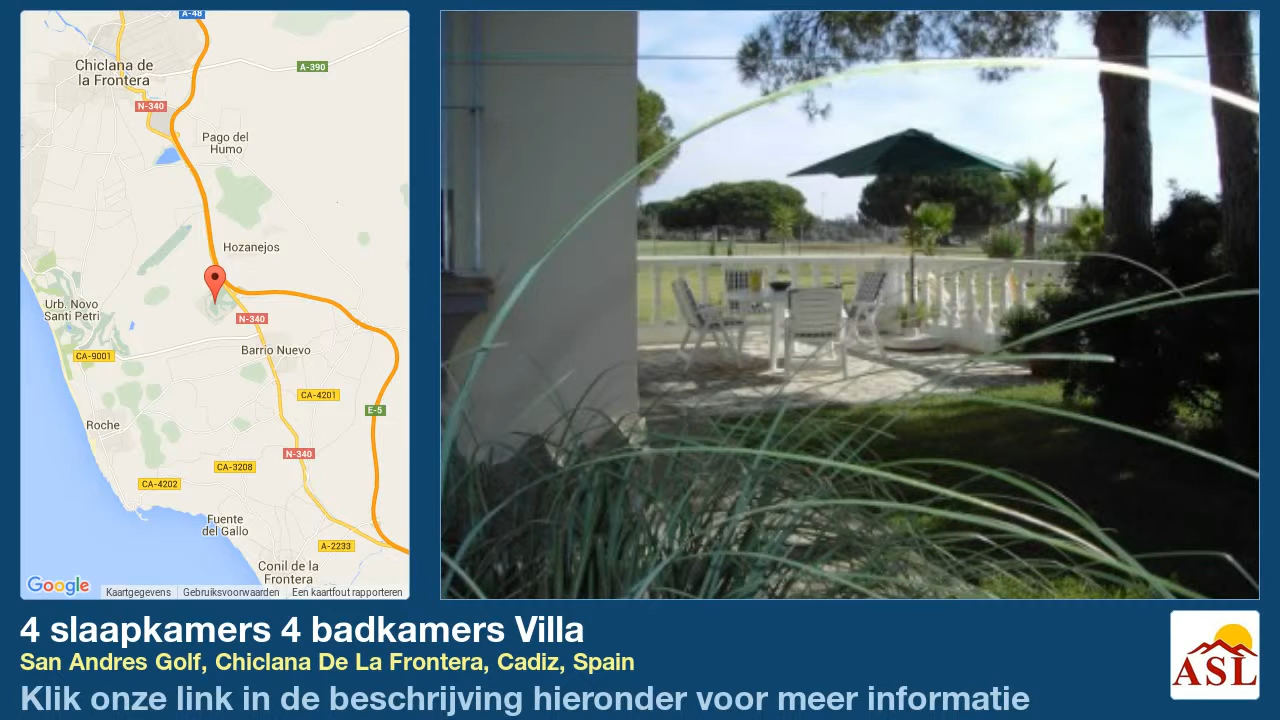 A-48
Chiclana de
la Frontera
A-390
N-340
Pago del
Humo
Hozanejos
Urb. Novo
Santi Petri
N-340
CA-9001
Barrio Nuevo
CA-4201
E-5
Roche
N-340
CA-3208
CA-4202
Fuente
del Gallo
A-2233
Conil de la
Frontera
Google
Kaartgegevens Gebruiksvoorwaarden Een kaartfout rapporteren
4 slaapkamers 4 badkamers Villa
San Andres Golf, Chiclana De La Frontera, Cadiz, Spain
Klik onze link in de beschrijving hieronder voor meer informatie
ASL